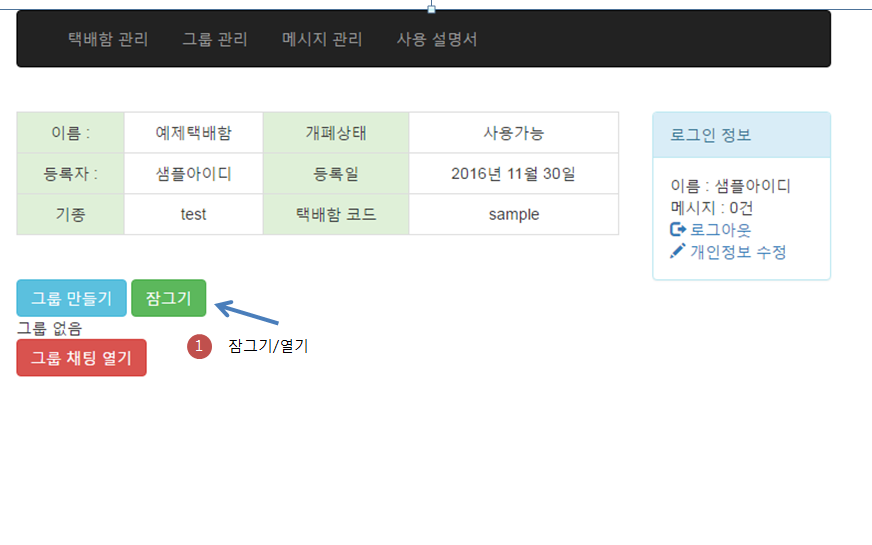 택배함 관리 그룹 관리 메시지 관리 사용 설명서
이름 : 예제택배함 개폐상태 사용가능
등록자 : 샘플아이디 등록일 2016년 11월 30일
기종 test 택배함 코드 sample
로그인 정보
이름 : 샘플아이디
메시지 : 0건
로그아웃
개인정보 수정
그룹 만들기 잠그기
그룹 없음
그룹 채팅 열기
1 잠그기/열기